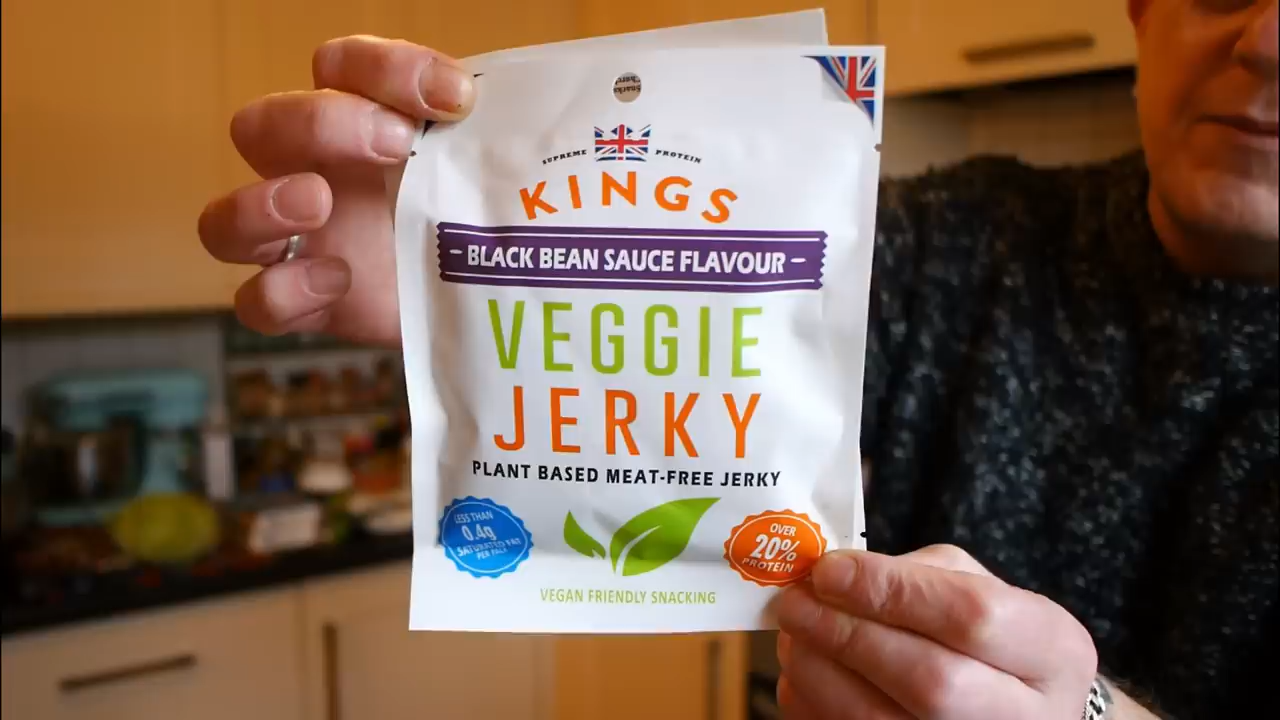 SUPREME PROTEIN
KINGS
- BLACK BEAN SAUCE FLAVOUR -
VEGGIE
JERKY
PLANT BASED MEAT-FREE JERKY
LESS THAN
0.4g
SATURATED FAT
PER PACK
OVER
20%
PROTEIN
VEGAN FRIENDLY SNACKING